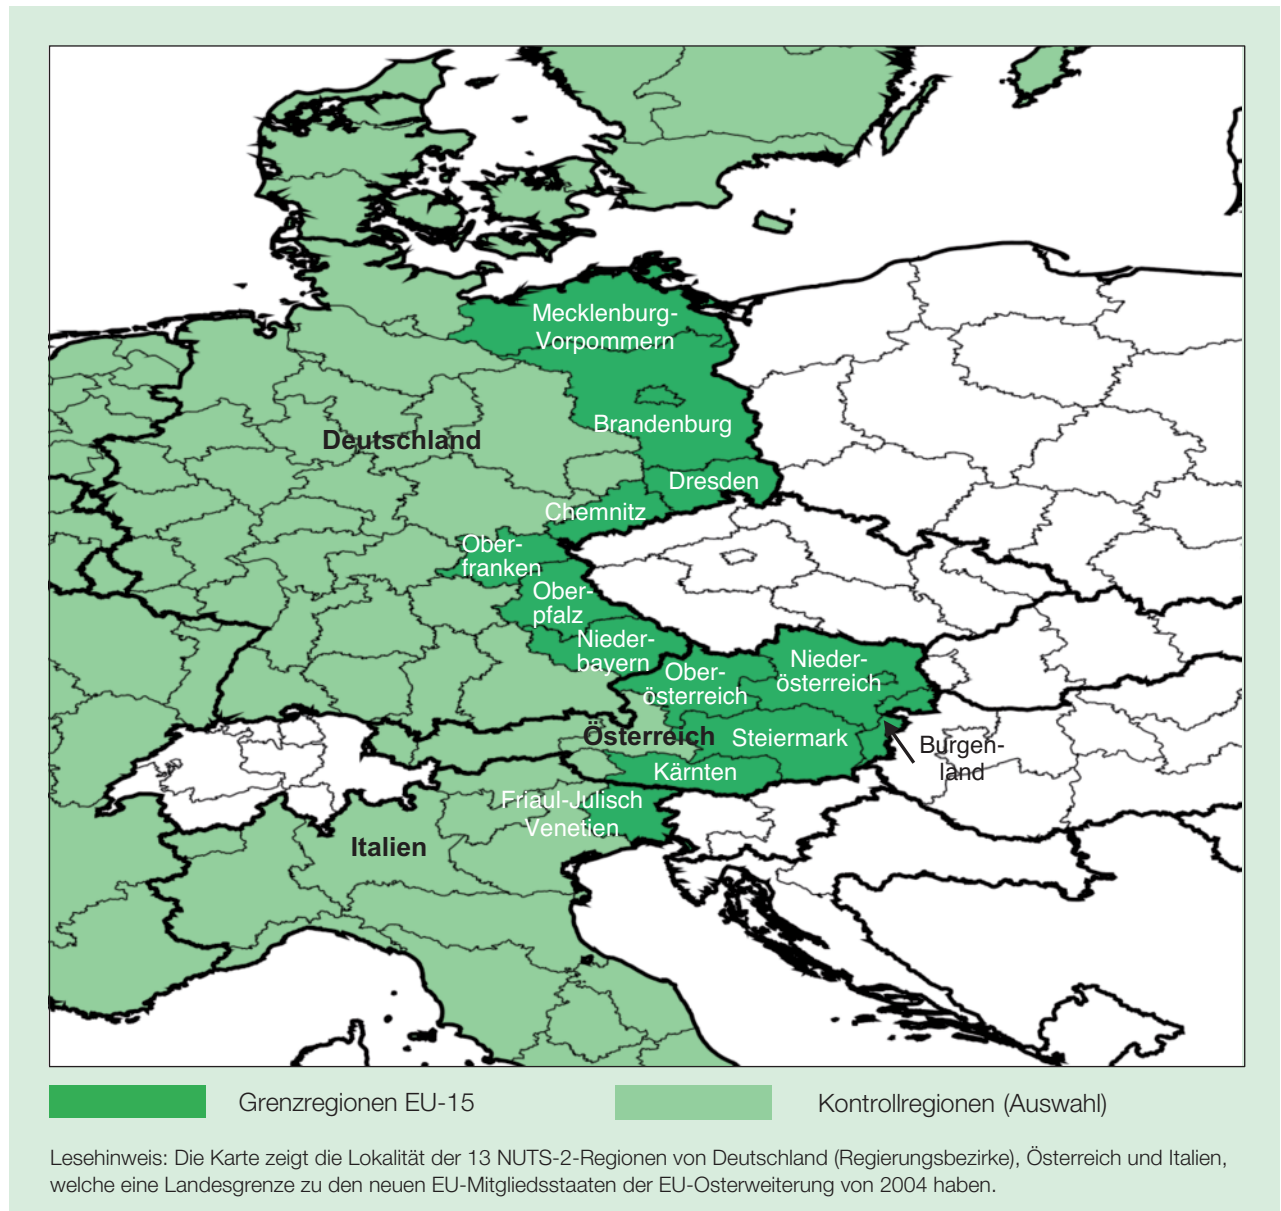 Mecklenburg-
Vorpommern
Brandenburg
Deutschland
Dresden
Chemnitz
Ober-
franken
Ober-
pfalz
Nieder-
bayern
Ober-
österreich
Nieder-
österreich
Österreich
Steiermark
Burgen-
land
Kärnten
Friaul-Julisch
Venetien
Italien
Grenzregionen EU-15
Kontrollregionen (Auswahl)
Lesehinweis: Die Karte zeigt die Lokalität der 13 NUTS-2-Regionen von Deutschland (Regierungsbezirke), Österreich und Italien,
welche eine Landesgrenze zu den neuen EU-Mitgliedsstaaten der EU-Osterweiterung von 2004 haben.